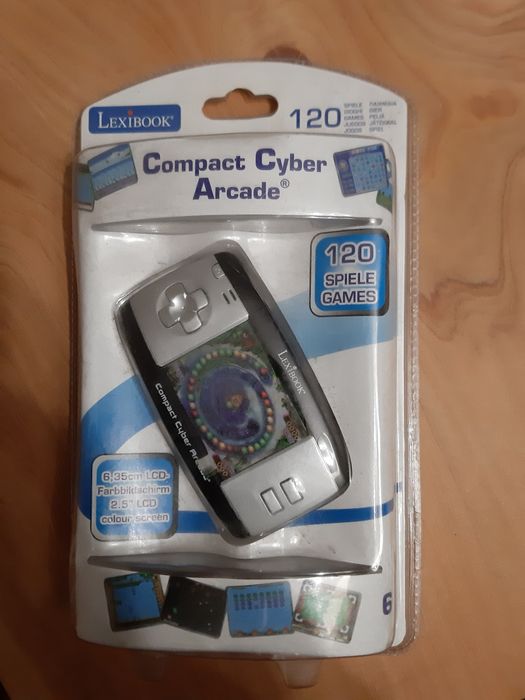 LEXIBOOK®
120
SPIELE
GAMES
JUEGOS
JOGOS
SPIEL
Compact Cyber
Arcade®
120
SPIELE
GAMES
LEXIBOOK®
Compact Cyber Arcade®
6,35cm LCD-
Farbbildschirm
2.5" LCD
colour screen
6